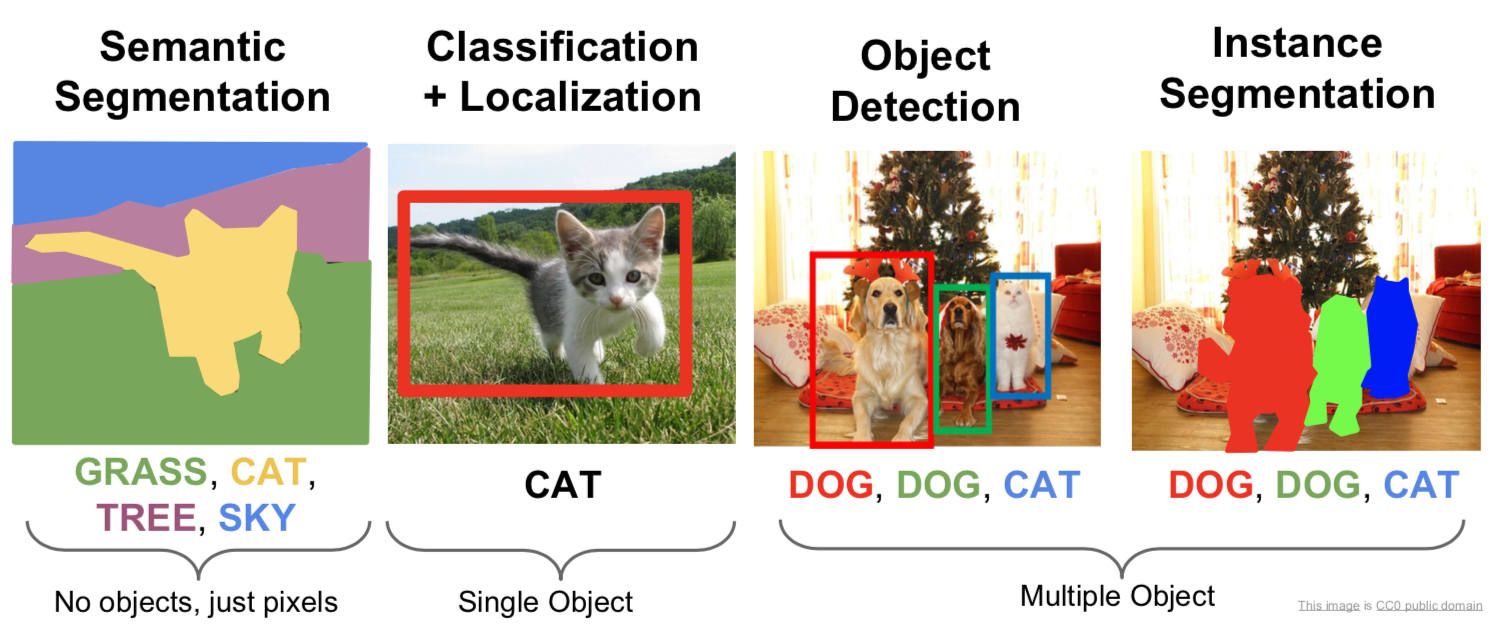 Semantic
Segmentation
Classification
+ Localization
Object
Detection
Instance
Segmentation
GRASS, CAT,
TREE, SKY
CAT
DOG, DOG, CAT
DOG, DOG, CAT
No objects, just pixels
Single Object
Multiple Object
This image is CC0 public domain